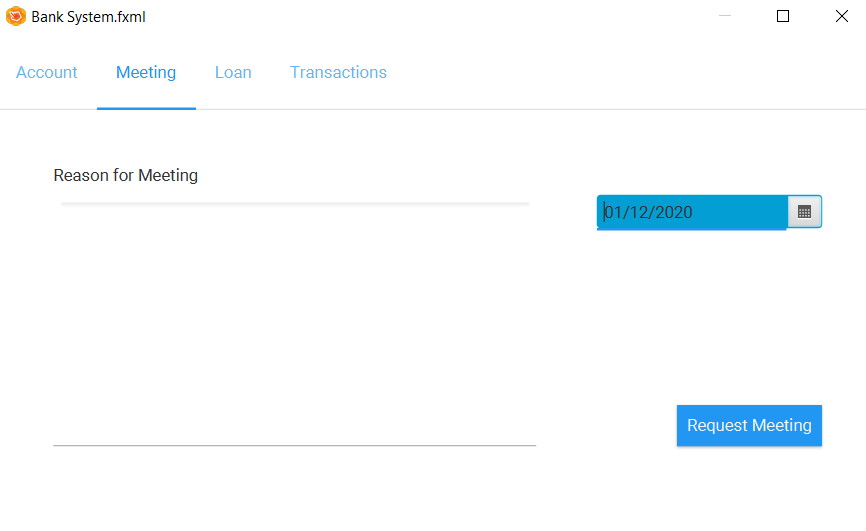 Bank System.fxml
Account Meeting Loan Transactions
Reason for Meeting
01/12/2020
Request Meeting